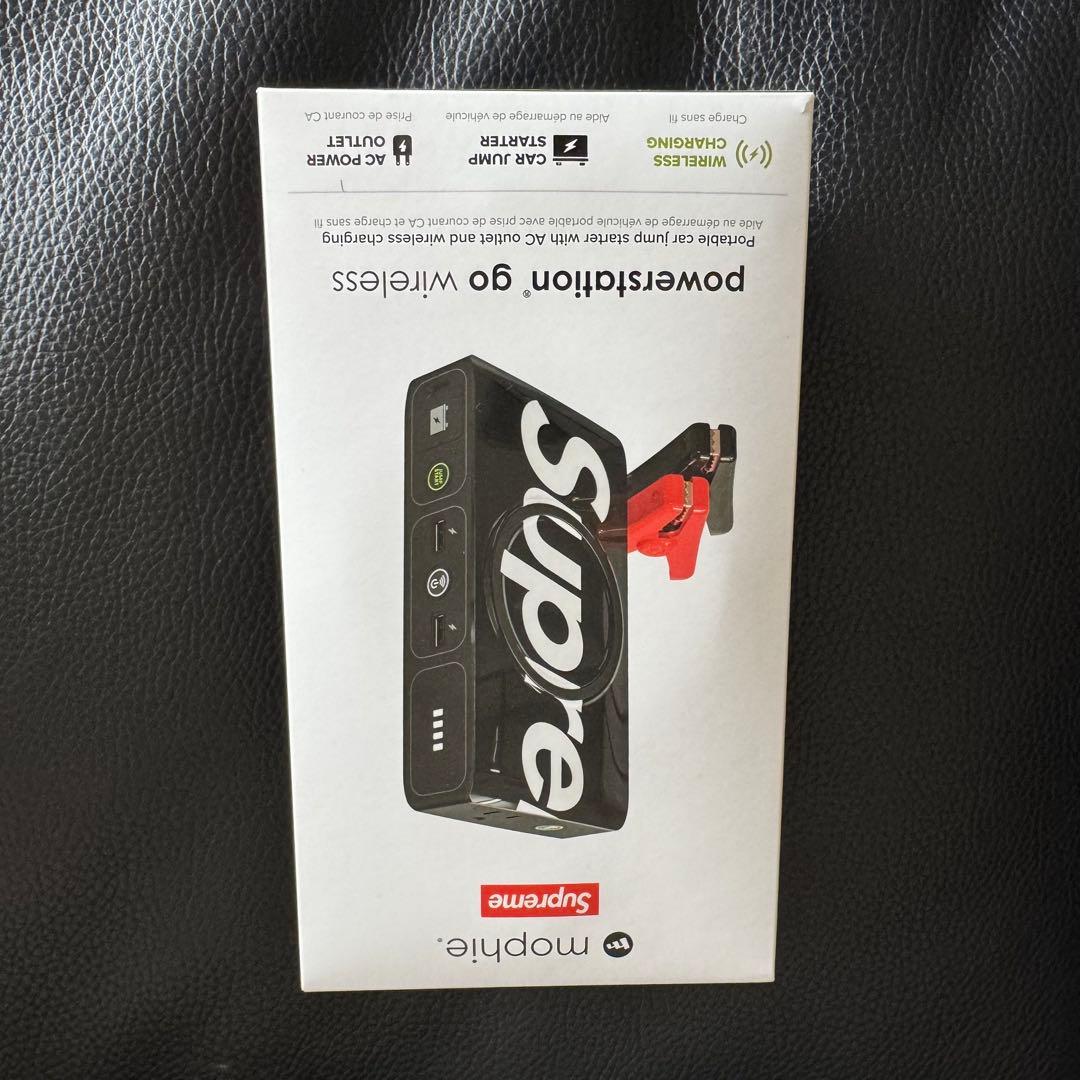 mophie®
Supreme
Supre
JUMP
START
powerstation® go wireless
Portable car jump starter with AC outlet and wireless charging
Aide au démarrage de véhicule portable avec prise de courant CA et charge sans fil
WIRELESS
CHARGING
Charge sans fil
CAR JUMP
STARTER
Aide au démarrage de véhicule
AC POWER
OUTLET
Prise de courant CA